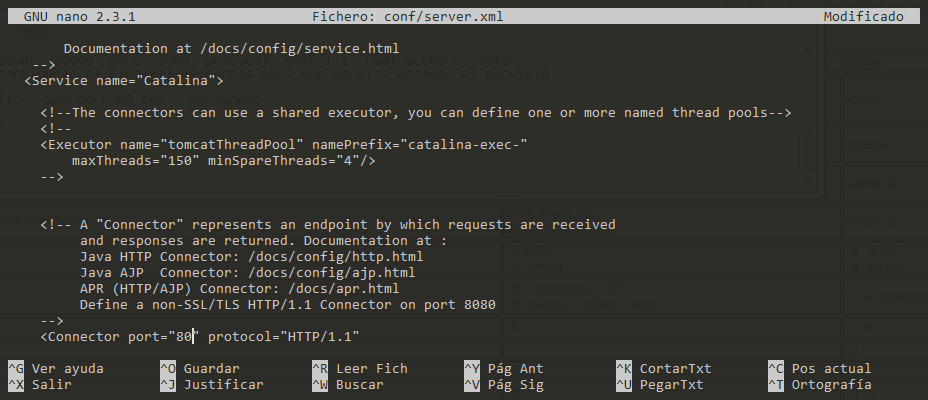 GNU nano 2.3.1 Fichero: conf/server.xml Modificado
Documentation at /docs/config/service.html
-->
<Service name="Catalina">
<!--The connectors can use a shared executor, you can define one or more named thread pools-->
<!--
<Executor name="tomcatThreadPool" namePrefix="catalina-exec-"
maxThreads="150" minSpareThreads="4"/>
-->
<!-- A "Connector" represents an endpoint by which requests are received
and responses are returned. Documentation at :
Java HTTP Connector: /docs/config/http.html
Java AJP  Connector: /docs/config/ajp.html
APR (HTTP/AJP) Connector: /docs/apr.html
Define a non-SSL/TLS HTTP/1.1 Connector on port 8080
-->
<Connector port="80" protocol="HTTP/1.1"
^G Ver ayuda ^O Guardar ^R Leer Fich ^Y Pág Ant ^K CortarTxt ^C Pos actual
^X Salir ^J Justificar ^W Buscar ^V Pág Sig ^U PegarTxt ^T Ortografía